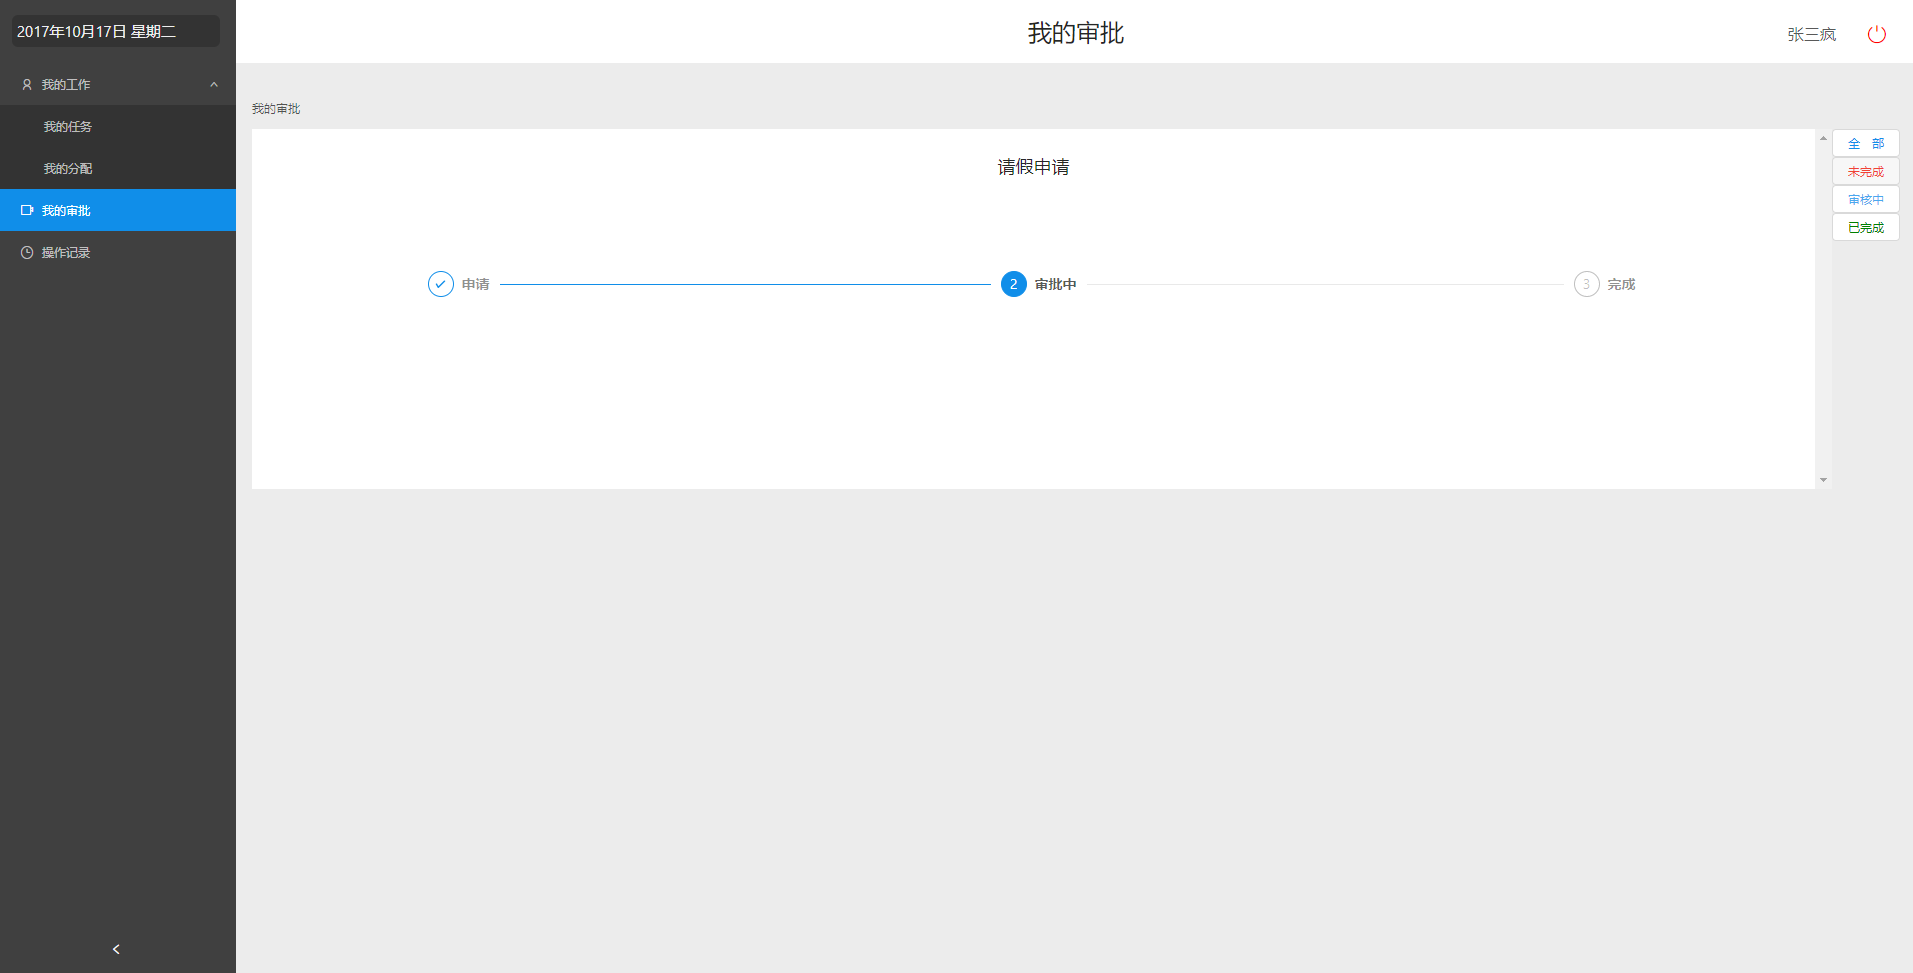 2017年10月17日 星期二
我的工作
我的任务
我的分配
我的审批
操作记录
我的审批
张三疯
我的审批
请假申请
申请
2 审批中
3 完成
全 部
未完成
审核中
已完成